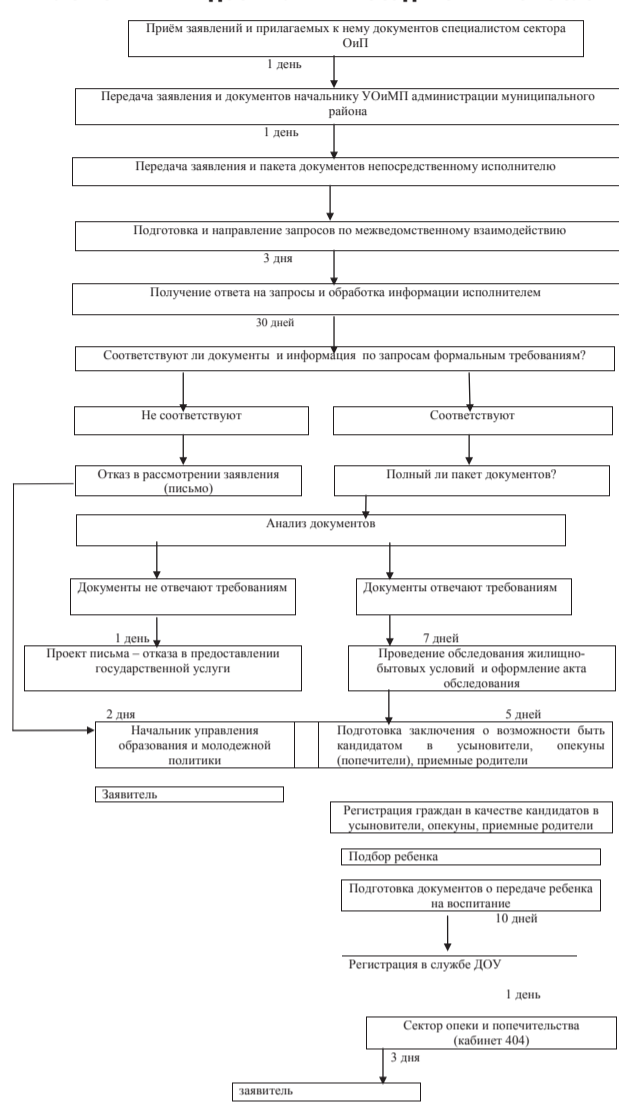 Приём заявлений и прилагаемых к нему документов специалистом сектора
ОиП
1 день
Передача заявления и документов начальнику УОиМП администрации муниципального
района
1 день
Передача заявления и пакета документов непосредственному исполнителю
Подготовка и направление запросов по межведомственному взаимодействию
3 дня
Получение ответа на запросы и обработка информации исполнителем
30 дней
Соответствуют ли документы и информация по запросам формальным требованиям?
Не соответствуют
Соответствуют
Отказ в рассмотрении заявления
(письмо)
Полный ли пакет документов?
Анализ документов
Документы не отвечают требованиям
Документы отвечают требованиям
1 день
Проект письма – отказа в предоставлении
государственной услуги
7 дней
Проведение обследования жилищно-
бытовых условий и оформление акта
обследования
2 дня
Начальник управления
образования и молодежной
политики
5 дней
Подготовка заключения о возможности быть
кандидатом в усыновители, опекуны
(попечители), приемные родители
Заявитель
Регистрация граждан в качестве кандидатов в
усыновители, опекуны, приемные родители
Подбор ребенка
Подготовка документов о передаче ребенка
на воспитание
10 дней
Регистрация в службе ДОУ
1 день
Сектор опеки и попечительства
(кабинет 404)
3 дня
заявитель